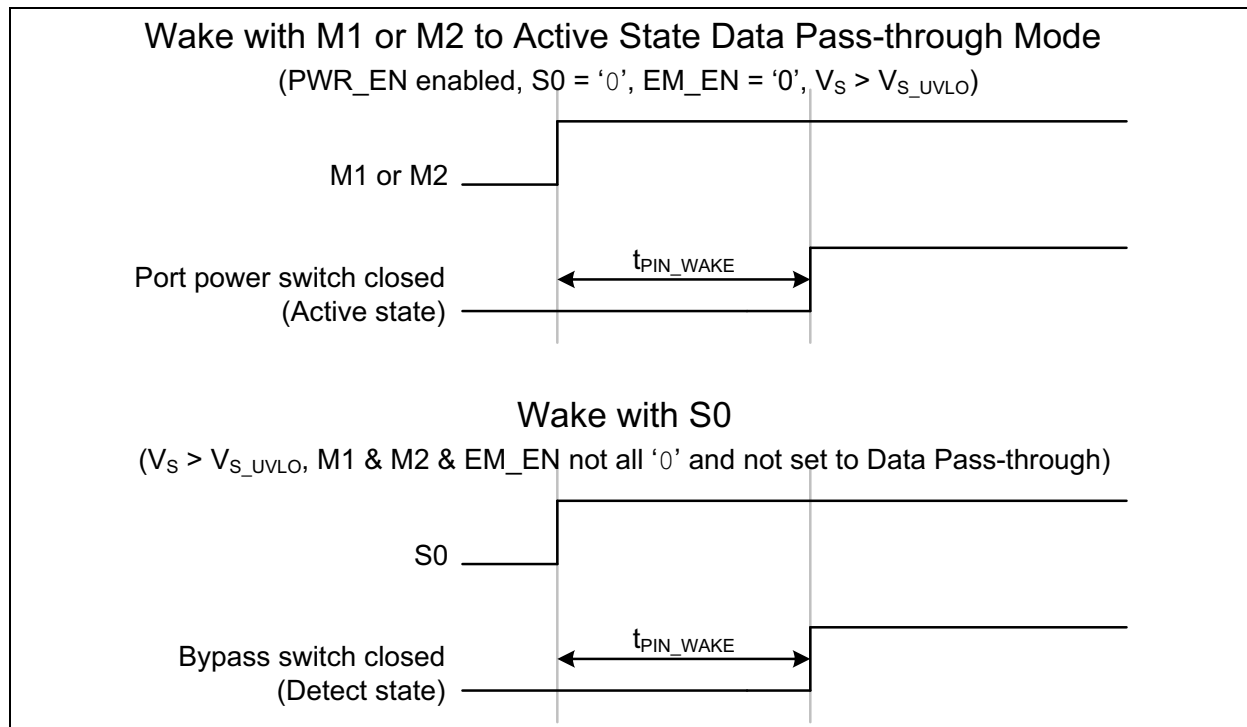 Wake with M1 or M2 to Active State Data Pass-through Mode
(PWR_EN enabled, S0 = ‘0’, EM_EN = ‘0’, VS > VS_UVLO)
M1 or M2
tPIN_WAKE
Port power switch closed
(Active state)
Wake with S0
(VS > VS_UVLO, M1 & M2 & EM_EN not all ‘0’ and not set to Data Pass-through)
S0
tPIN_WAKE
Bypass switch closed
(Detect state)